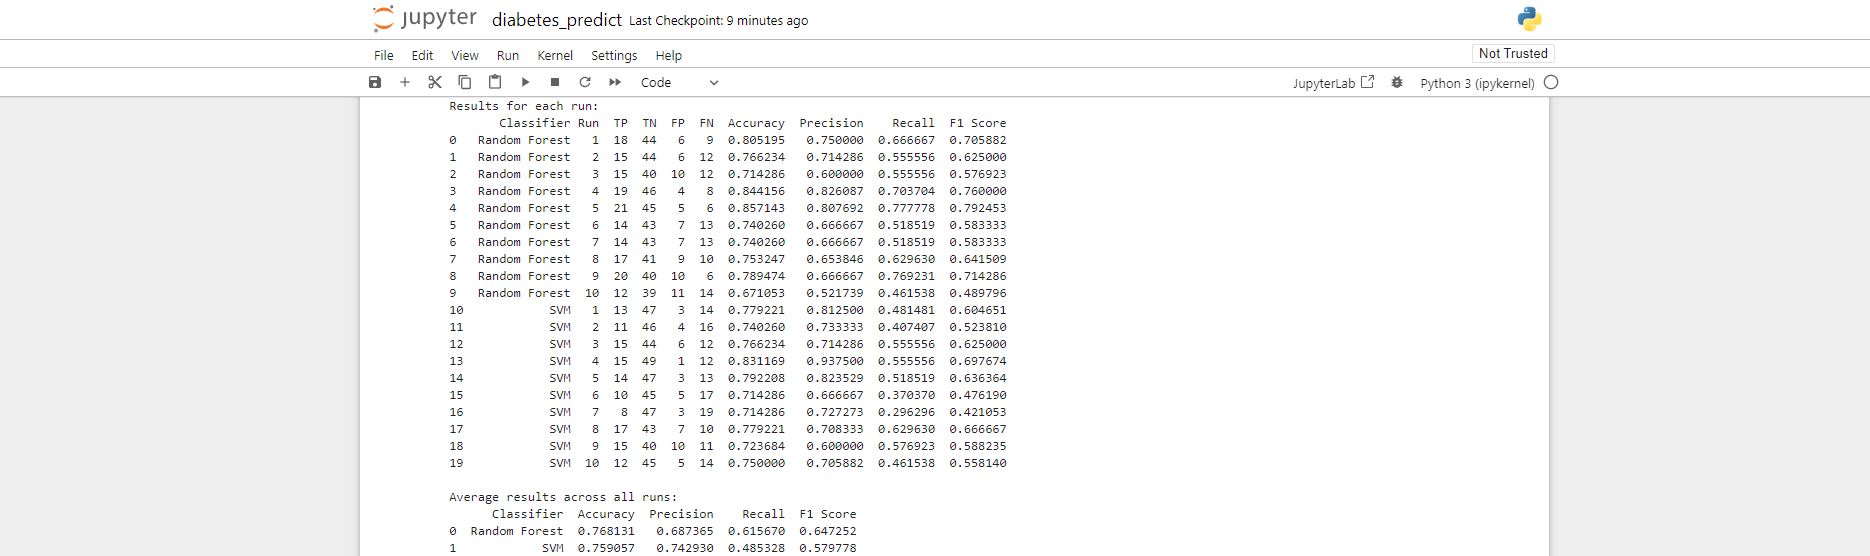 jupyter diabetes_predict Last Checkpoint: 9 minutes ago
File Edit View Run Kernel Settings Help Not Trusted
Code JupyterLab Python 3 (ipykernel)
Results for each run:
Classifier Run TP TN FP FN Accuracy Precision Recall F1 Score
0 Random Forest 1 18 44 6 9 0.805195 0.750000 0.666667 0.705882
1 Random Forest 2 15 44 6 12 0.766234 0.714286 0.555556 0.625000
2 Random Forest 3 15 40 10 12 0.714286 0.600000 0.555556 0.576923
3 Random Forest 4 19 46 4 8 0.844156 0.826087 0.703704 0.760000
4 Random Forest 5 21 45 5 6 0.857143 0.807692 0.777778 0.792453
5 Random Forest 6 14 43 7 13 0.740260 0.666667 0.518519 0.583333
6 Random Forest 7 14 43 7 13 0.740260 0.666667 0.518519 0.583333
7 Random Forest 8 17 41 9 10 0.753247 0.653846 0.629630 0.641509
8 Random Forest 9 20 40 10 6 0.789474 0.666667 0.769231 0.714286
9 Random Forest 10 12 39 11 14 0.671053 0.521739 0.461538 0.489796
10 SVM 1 13 47 3 14 0.779221 0.812500 0.481481 0.604651
11 SVM 2 11 46 4 16 0.740260 0.733333 0.407407 0.523810
12 SVM 3 15 44 6 12 0.766234 0.714286 0.555556 0.625000
13 SVM 4 15 49 1 12 0.831169 0.937500 0.555556 0.697674
14 SVM 5 14 47 3 13 0.792208 0.823529 0.518519 0.636364
15 SVM 6 10 45 5 17 0.714286 0.666667 0.370370 0.476190
16 SVM 7 8 47 3 19 0.714286 0.727273 0.296296 0.421053
17 SVM 8 17 43 7 10 0.779221 0.708333 0.629630 0.666667
18 SVM 9 15 40 10 11 0.723684 0.600000 0.576923 0.588235
19 SVM 10 12 45 5 14 0.750000 0.705882 0.461538 0.558140
Average results across all runs:
Classifier Accuracy Precision Recall F1 Score
0 Random Forest 0.768131 0.687365 0.615670 0.647252
1 SVM 0.759057 0.742930 0.485328 0.579778